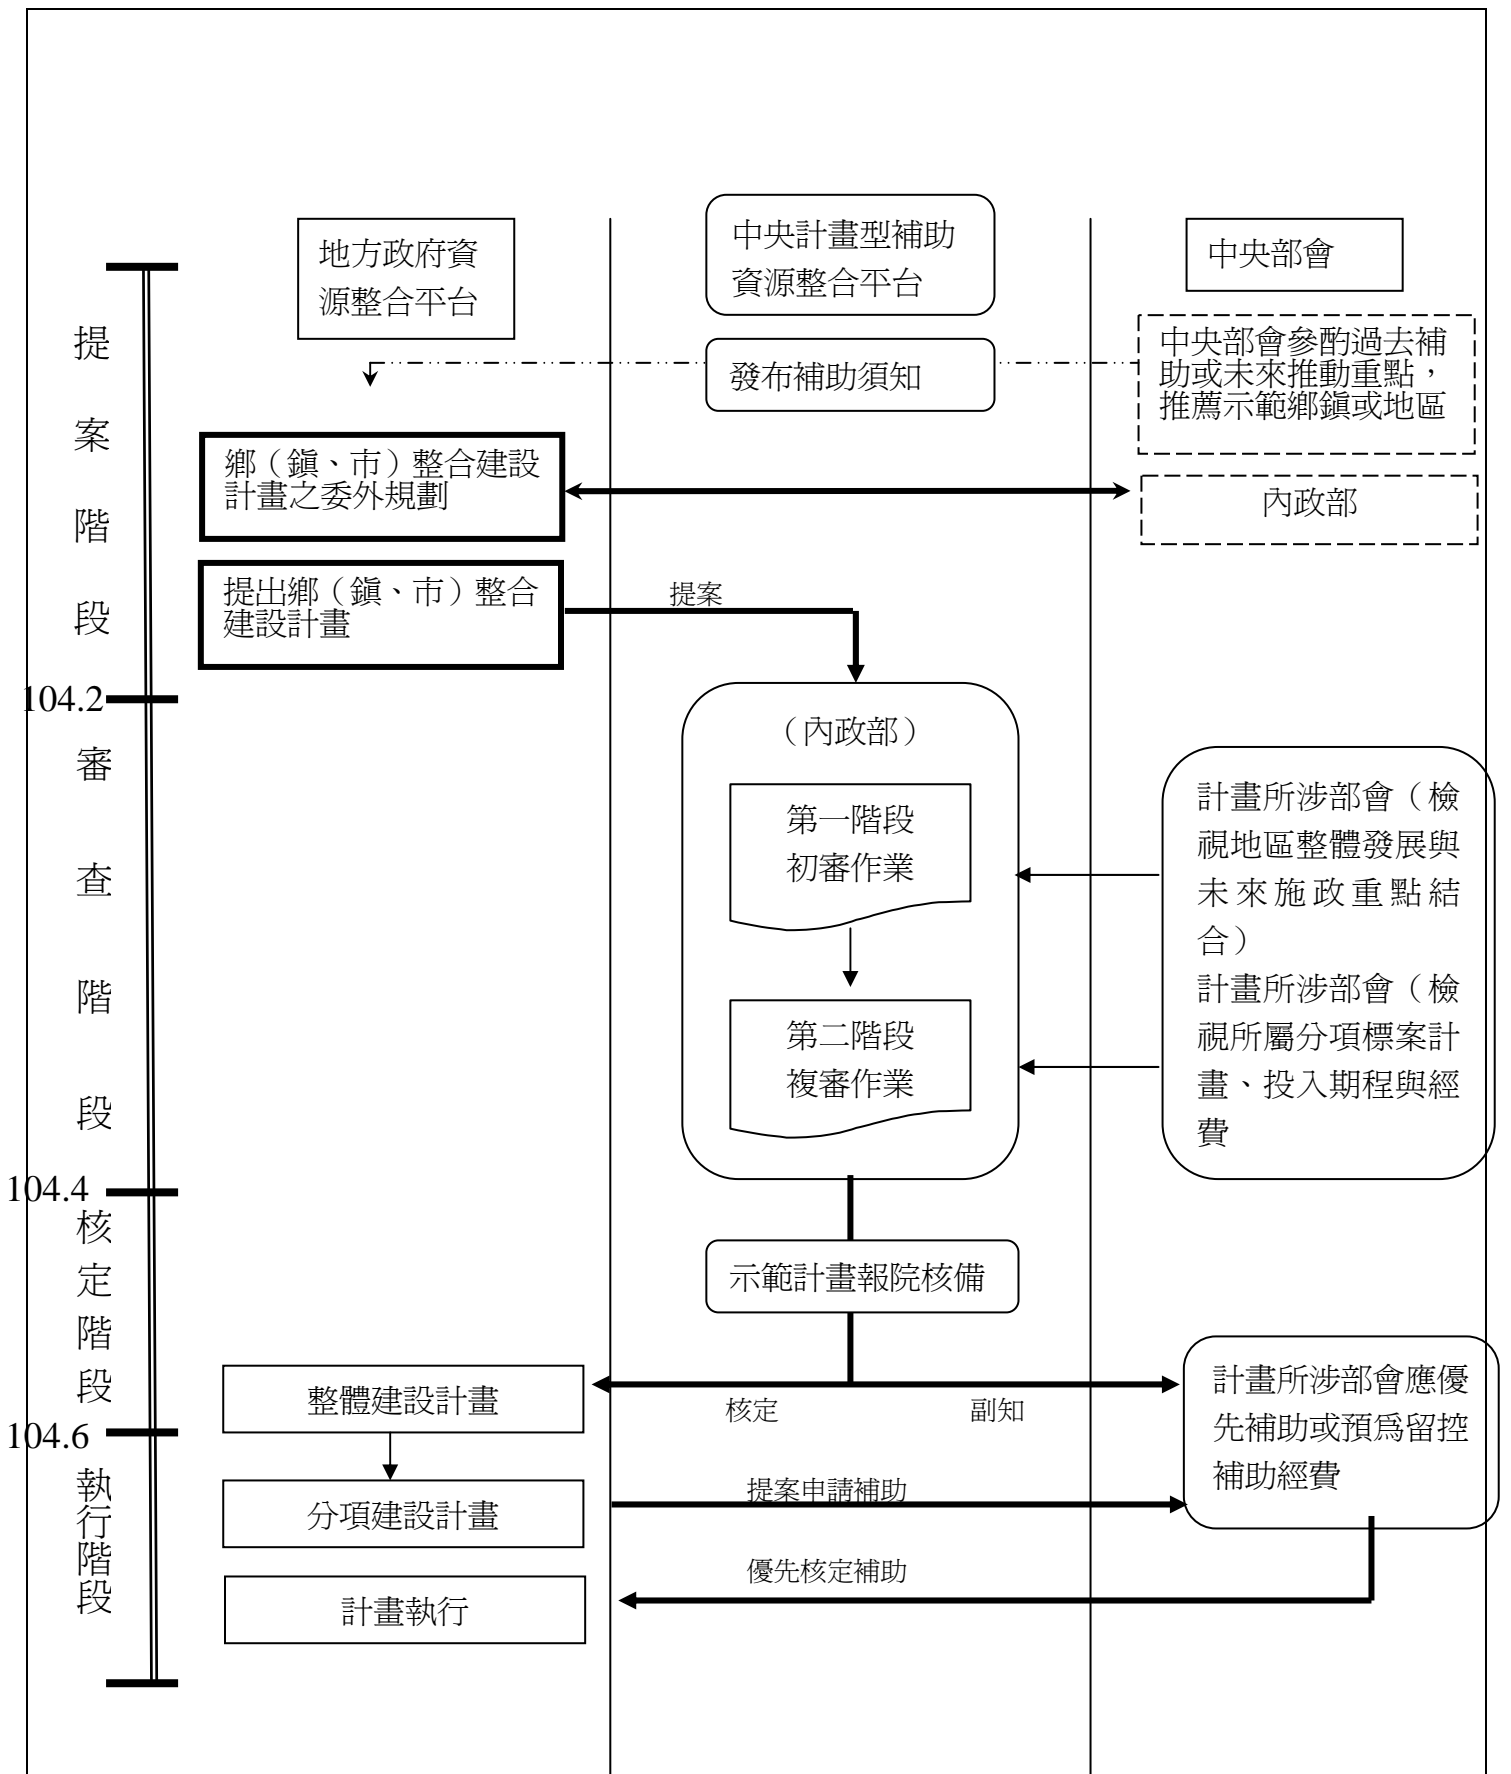 地方政府資
源整合平台
中央計畫型補助
資源整合平台
中央部會
提
案
階
段
發布補助須知
中央部會參酌過去補
助或未來推動重點，
推薦示範鄉鎮或地區
鄉（鎮、市）整合建設
計畫之委外規劃
內政部
提出鄉（鎮、市）整合
建設計畫
提案
104.2
審
查
階
段
（內政部）
第一階段
初審作業
第二階段
複審作業
計畫所涉部會（檢
視地區整體發展與
未來施政重點結
合）
計畫所涉部會（檢
視所屬分項標案計
畫、投入期程與經
費
104.4
核
定
階
段
示範計畫報院核備
整體建設計畫
核定
副知
計畫所涉部會應優
先補助或預為留控
補助經費
104.6
執
行
階
段
分項建設計畫
提案申請補助
優先核定補助
計畫執行